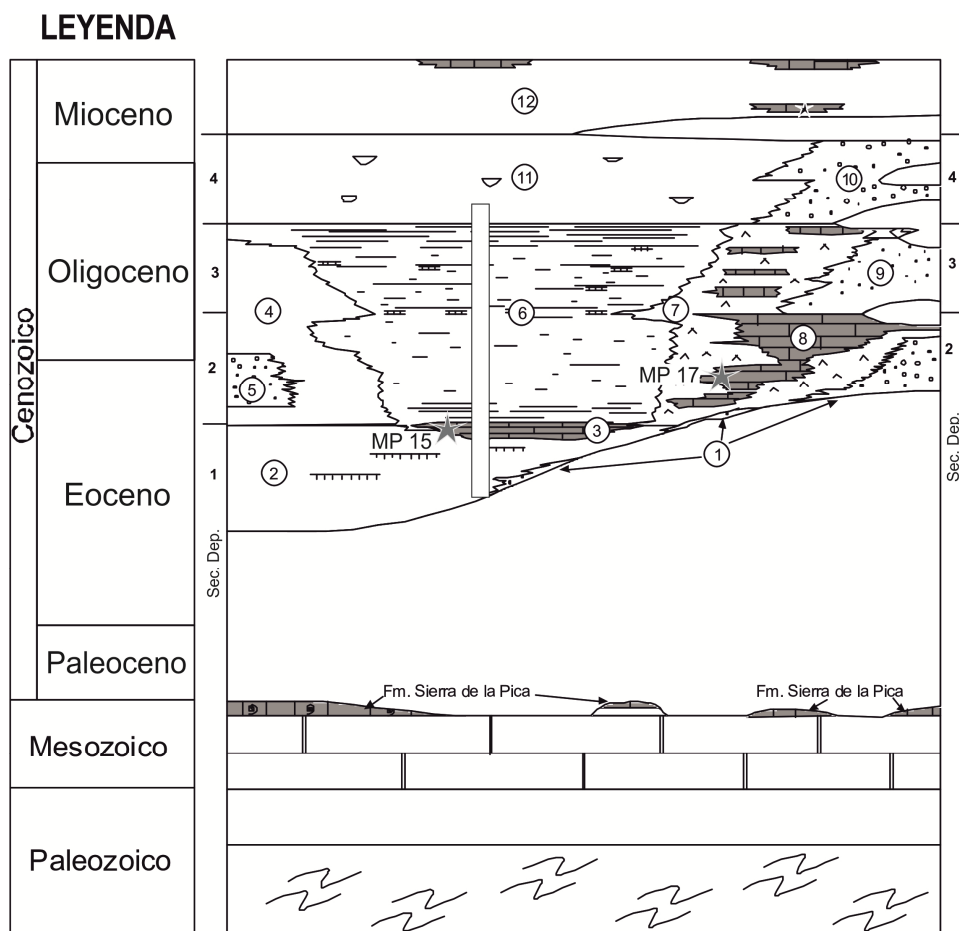 LEYENDA
Cenozoico
Mioceno
Oligoceno
Eoceno
Paleoceno
Mesozoico
Paleozoico
4
3
2
1
Sec. Dep.
12
11
10
9
4
6
7
8
5
MP 17
MP 15
3
2
1
4
3
2
Sec. Dep.
Fm. Sierra de la Pica
Fm. Sierra de la Pica